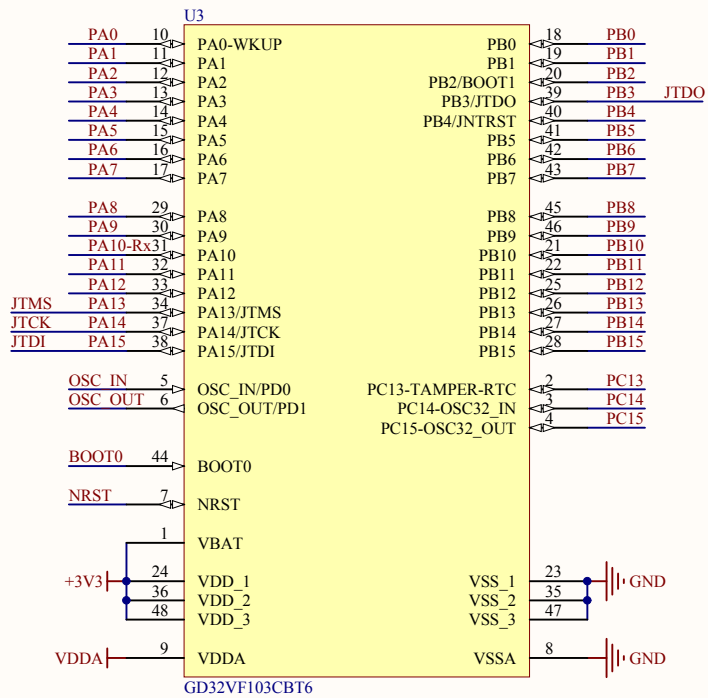 U3
PA0 10 PA0-WKUP PB0 18 PB0
PA1 11 PA1 PB1 19 PB1
PA2 12 PA2 PB2/BOOT1 20 PB2
PA3 13 PA3 PB3/JTDO 39 PB3 JTDO
PA4 14 PA4 PB4/JNTRST 40 PB4
PA5 15 PA5 PB5 41 PB5
PA6 16 PA6 PB6 42 PB6
PA7 17 PA7 PB7 43 PB7
PA8 29 PA8 PB8 45 PB8
PA9 30 PA9 PB9 46 PB9
PA10-Rx 31 PA10 PB10 21 PB10
PA11 32 PA11 PB11 22 PB11
PA12 33 PA12 PB12 25 PB12
JTMS PA13 34 PA13/JTMS PB13 26 PB13
JTCK PA14 37 PA14/JTCK PB14 27 PB14
JTDI PA15 38 PA15/JTDI PB15 28 PB15
OSC_IN 5 OSC_IN/PD0 PC13-TAMPER-RTC 2 PC13
OSC_OUT 6 OSC_OUT/PD1 PC14-OSC32_IN 3 PC14
PC15-OSC32_OUT 4 PC15
BOOT0 44 BOOT0
NRST 7 NRST
1 VBAT
+3V3 24 VDD_1 VSS_1 23 GND
36 VDD_2 VSS_2 35
48 VDD_3 VSS_3 47
VDDA 9 VDDA VSSA 8 GND
GD32VF103CBT6